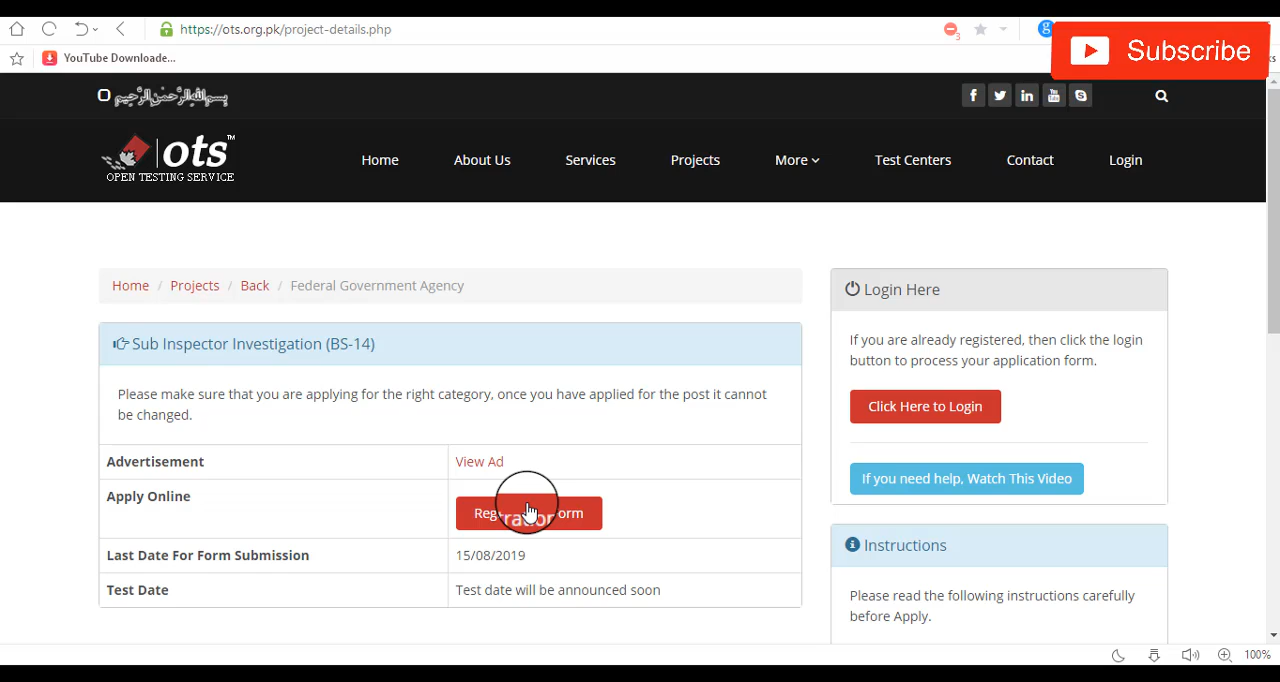 https://ots.org.pk/project-details.php
3
Subscribe
YouTube Downloade...
بسم الله الرحمن الرحيم
ots™
OPEN TESTING SERVICE
Home
About Us
Services
Projects
More
Test Centers
Contact
Login
Home / Projects / Back / Federal Government Agency
Sub Inspector Investigation (BS-14)
Please make sure that you are applying for the right category, once you have applied for the post it cannot
be changed.
Advertisement
View Ad
Apply Online
Last Date For Form Submission
15/08/2019
Test Date
Test date will be announced soon
Login Here
If you are already registered, then click the login
button to process your application form.
Click Here to Login
If you need help, Watch This Video
Instructions
Please read the following instructions carefully
before Apply.
100%